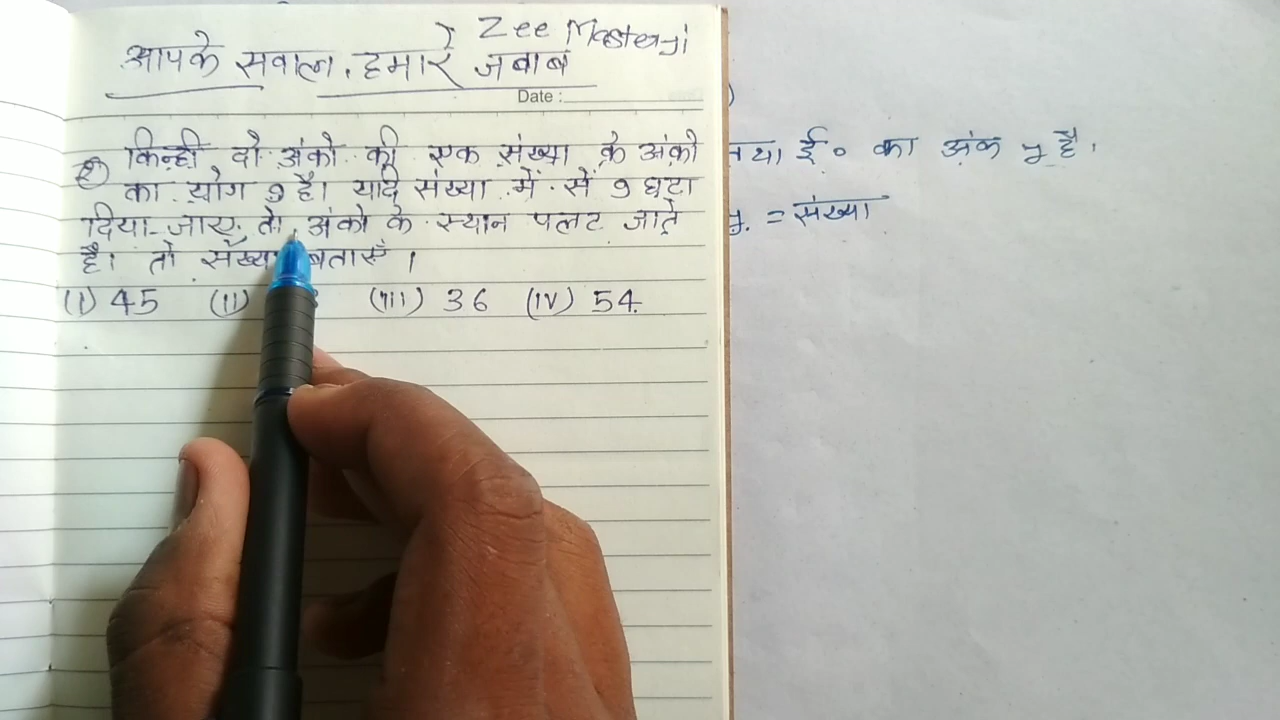 Zee Masterji
आपके सवाल, हमारे जबाब
Date :
किन्ही दो अंको की एक संख्या के अंको
का योग 9 है। यदि संख्या में से 9 घटा
दिया जाए तो अंको के स्थान पलट जाते
है। तो संख्या बताएँ।
(I) 45 (II) (III) 36 (IV) 54.
ई० का अंक y है।
y. = संख्या